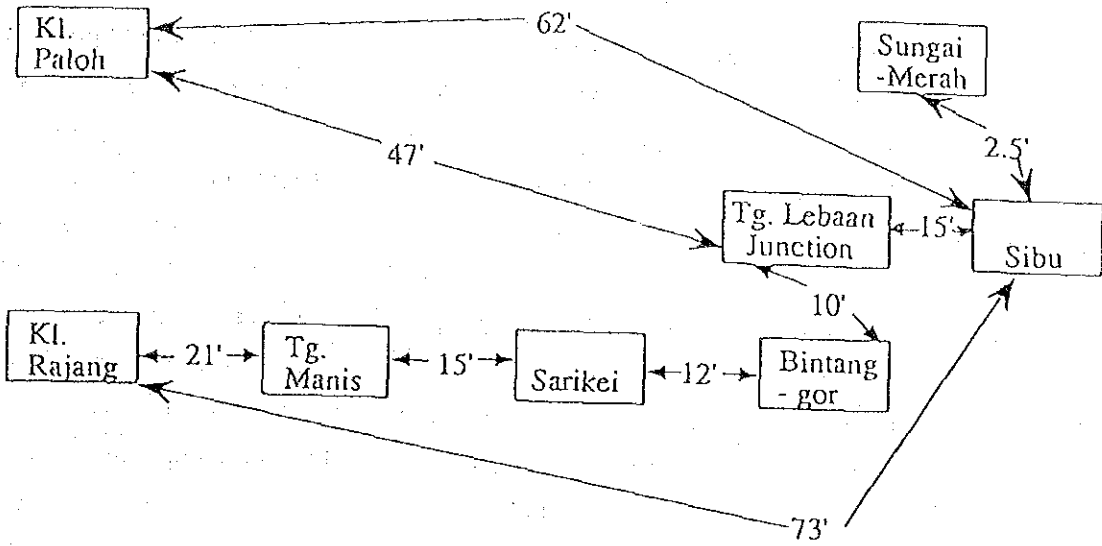 Kl.
Paloh
62'
Sungai
-Merah
47'
2.5'
Tg. Lebaan
Junction
15'
Sibu
10'
Kl.
Rajang
21'
Tg.
Manis
15'
Sarikei
12'
Bintang
- gor
73'